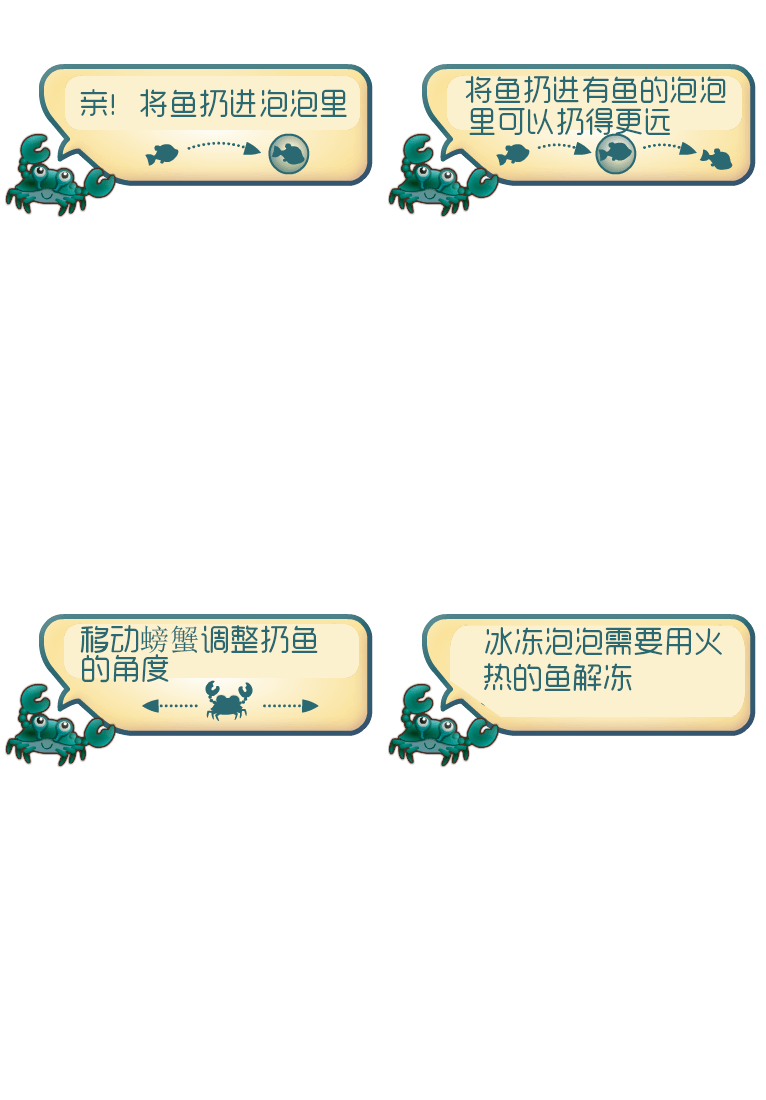 亲! 将鱼扔进泡泡里
将鱼扔进有鱼的泡泡
里可以扔得更远
移动螃蟹调整扔鱼
的角度
冰冻泡泡需要用火
热的鱼解冻